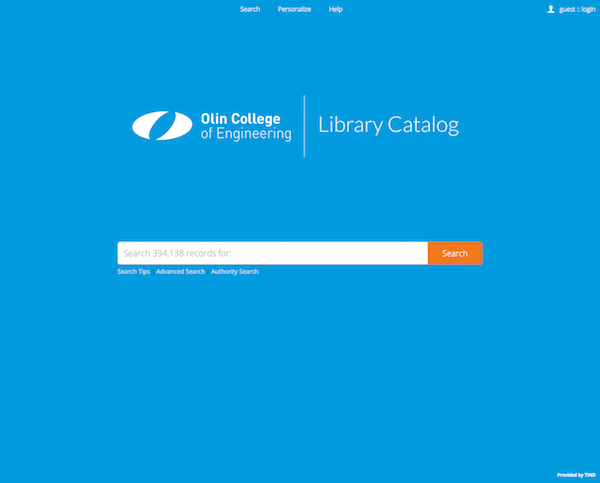 Search Personalize Help guest :: login
Olin College
of Engineering
Library Catalog
Search 394,138 records for: Search
Search Tips Advanced Search Authority Search
Provided by TIND